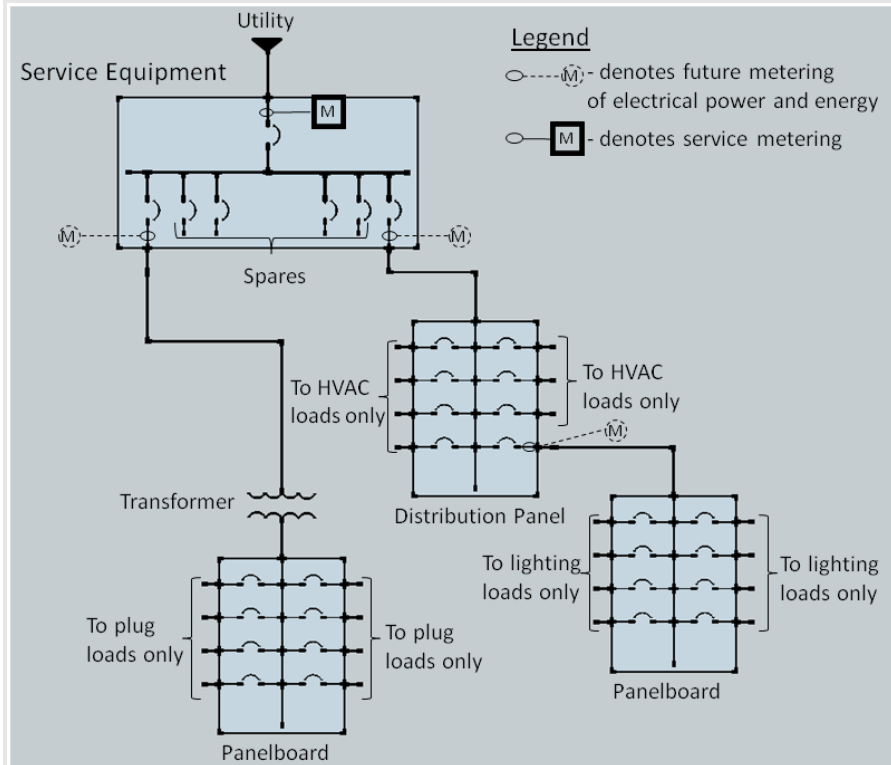 Utility
Legend
Service Equipment
M - denotes future metering
of electrical power and energy
M
M - denotes service metering
M
M
Spares
To HVAC
loads only
To HVAC
loads only
M
Transformer
Distribution Panel
To lighting
loads only
To lighting
loads only
To plug
loads only
To plug
loads only
Panelboard
Panelboard